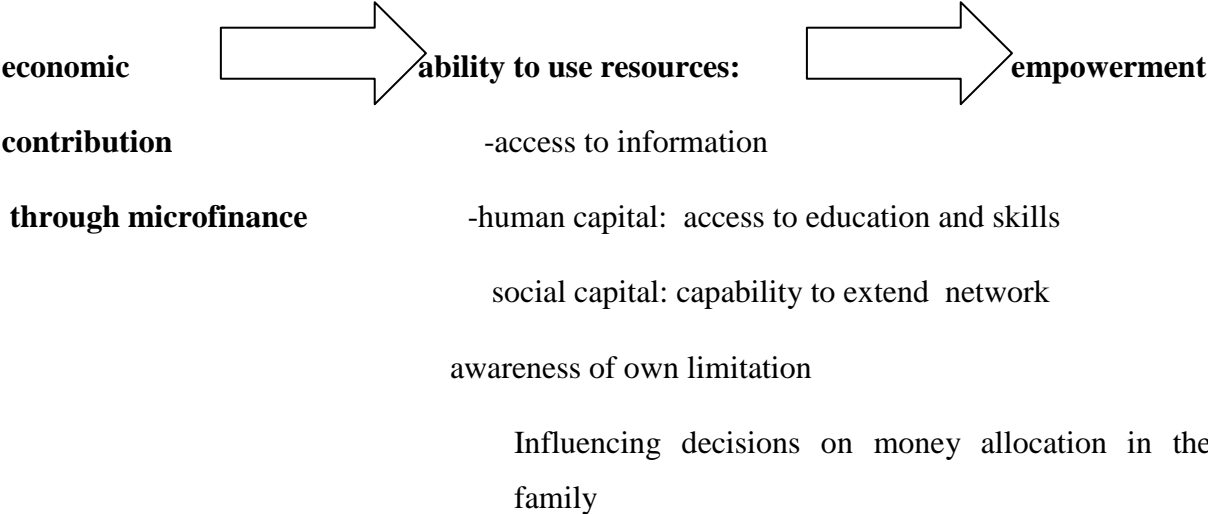 economic ability to use resources: empowerment
contribution -access to information
through microfinance -human capital: access to education and skills
social capital: capability to extend network
awareness of own limitation
Influencing decisions on money allocation in the
family